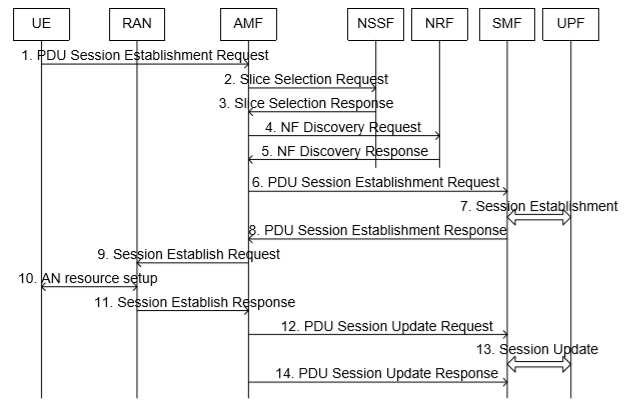 UE RAN AMF NSSF NRF SMF UPF
1. PDU Session Establishment Request
2. Slice Selection Request
3. Slice Selection Response
4. NF Discovery Request
5. NF Discovery Response
6. PDU Session Establishment Request
7. Session Establishment
8. PDU Session Establishment Response
9. Session Establish Request
10. AN resource setup
11. Session Establish Response
12. PDU Session Update Request
13. Session Update
14. PDU Session Update Response